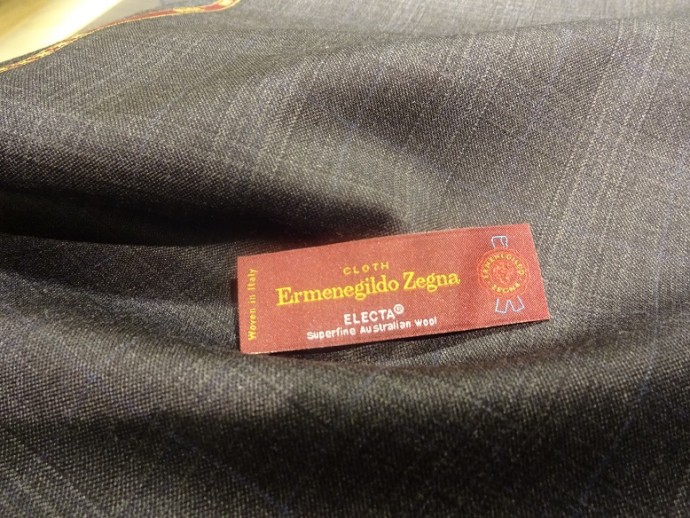 Woven in Italy
CLOTH
Ermenegildo Zegna
ELECTA®
Superfine Australian Wool
ERMENEGILDO
ZEGNA